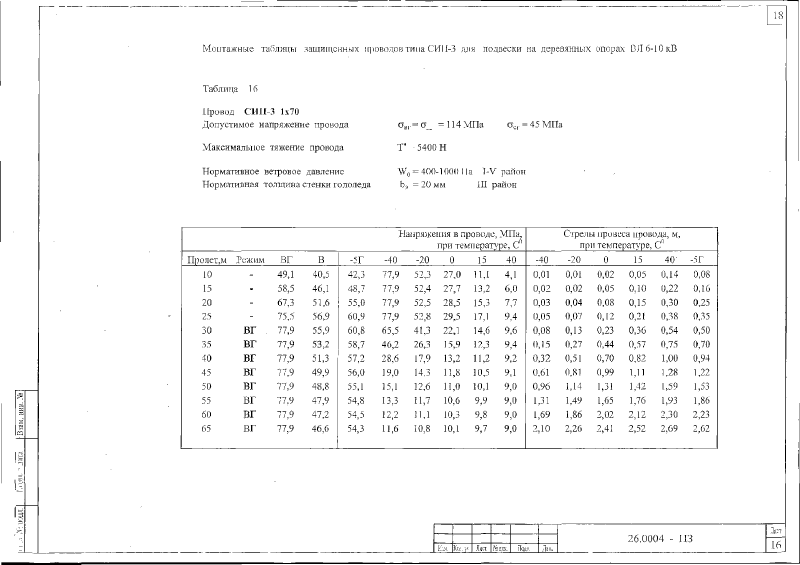 18
Монтажные таблицы защищенных проводов типа СИП-3 для подвески на деревянных опорах ВЛ 6-10 кВ
Таблица 16
Провод СИП-3 1х70
Допустимое напряжение провода σвг = σ_ = 114 МПа σсг = 45 МПа
Максимальное тяжение провода Tн 5400 Н
Нормативное ветровое давление W0 = 400-1000 Па I-V район
Нормативная толщина стенки гололеда bэ = 20 мм III район
Напряжения в проводе, МПа, Стрелы провеса провода, м,
при температуре, С0 при температуре, С0
Пролет,м Режим ВГ В -5Г -40 -20 0 15 40 -40 -20 0 15 40 -5Г
10 - 49,1 40,5 42,3 77,9 52,3 27,0 11,1 4,1 0,01 0,01 0,02 0,05 0,14 0,08
15 - 58,5 46,1 48,7 77,9 52,4 27,7 13,2 6,0 0,02 0,02 0,05 0,10 0,22 0,16
20 - 67,3 51,6 55,0 77,9 52,5 28,5 15,3 7,7 0,03 0,04 0,08 0,15 0,30 0,25
25 - 75,5 56,9 60,9 77,9 52,8 29,5 17,1 9,4 0,05 0,07 0,12 0,21 0,38 0,35
30 ВГ 77,9 55,9 60,8 65,5 41,3 22,1 14,6 9,6 0,08 0,13 0,23 0,36 0,54 0,50
35 ВГ 77,9 53,2 58,7 46,2 26,3 15,9 12,3 9,4 0,15 0,27 0,44 0,57 0,75 0,70
40 ВГ 77,9 51,3 57,2 28,6 17,9 13,2 11,2 9,2 0,32 0,51 0,70 0,82 1,00 0,94
45 ВГ 77,9 49,9 56,0 19,0 14,3 11,8 10,5 9,1 0,61 0,81 0,99 1,11 1,28 1,22
50 ВГ 77,9 48,8 55,1 15,1 12,6 11,0 10,1 9,0 0,96 1,14 1,31 1,42 1,59 1,53
55 ВГ 77,9 47,9 54,8 13,3 11,7 10,6 9,9 9,0 1,31 1,49 1,65 1,76 1,93 1,86
60 ВГ 77,9 47,2 54,5 12,2 11,1 10,3 9,8 9,0 1,69 1,86 2,02 2,12 2,30 2,23
65 ВГ 77,9 46,6 54,3 11,6 10,8 10,1 9,7 9,0 2,10 2,26 2,41 2,52 2,69 2,62
Взам. инв. №
№ подл.
26.0004 - ПЗ
Лист
16
Изм. Кол. уч Лист №док. Подп. Дата